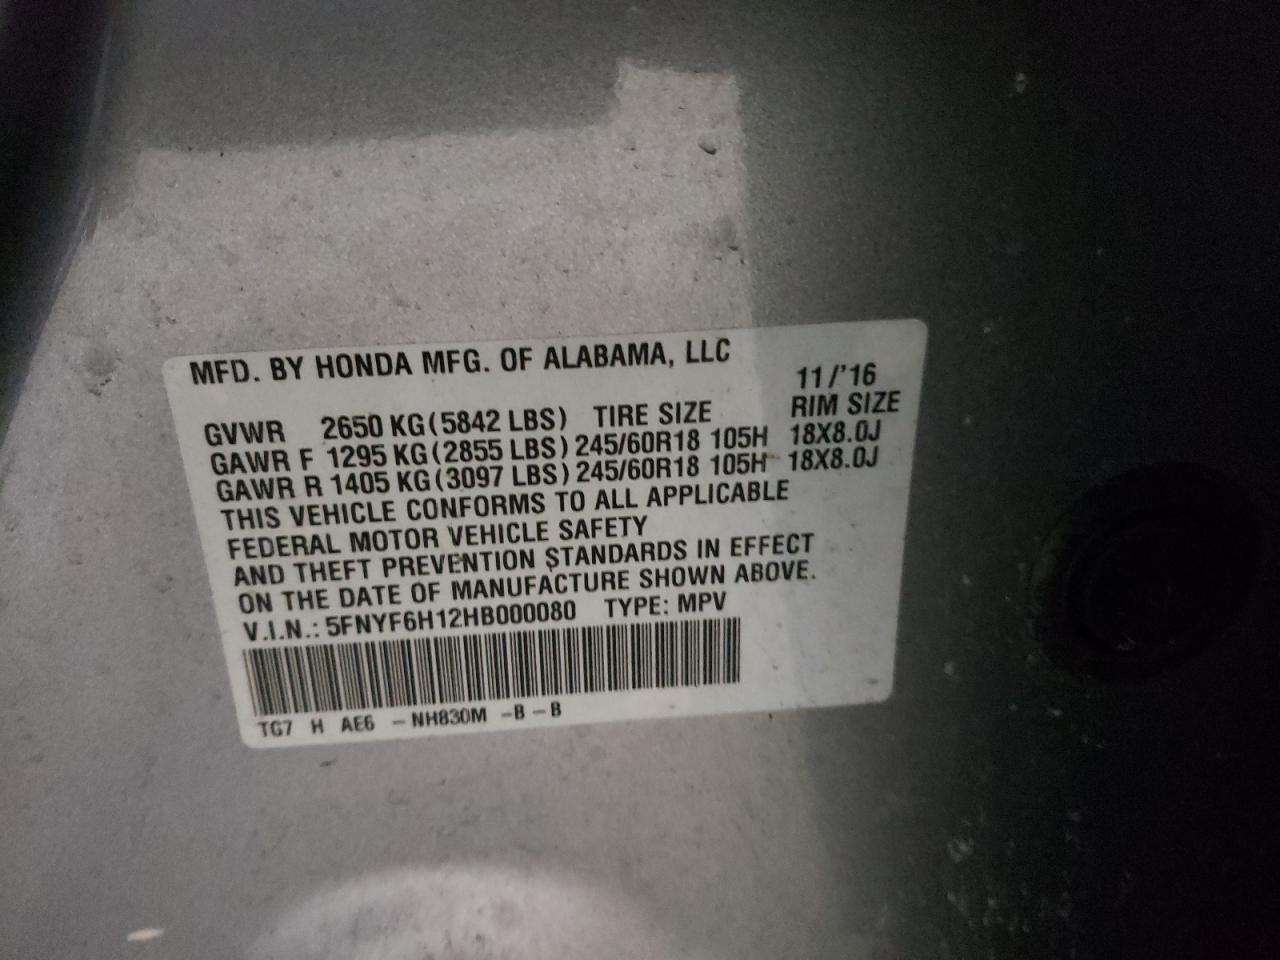 MFD. BY HONDA MFG. OF ALABAMA, LLC 11/'16
GVWR 2650 KG (5842 LBS) TIRE SIZE RIM SIZE
GAWR F 1295 KG (2855 LBS) 245/60R18 105H 18X8.0J
GAWR R 1405 KG (3097 LBS) 245/60R18 105H 18X8.0J
THIS VEHICLE CONFORMS TO ALL APPLICABLE
FEDERAL MOTOR VEHICLE SAFETY
AND THEFT PREVENTION STANDARDS IN EFFECT
ON THE DATE OF MANUFACTURE SHOWN ABOVE.
V.I.N.: 5FNYF6H12HB000080 TYPE: MPV
TG7 H AE6 -NH830M -B-B